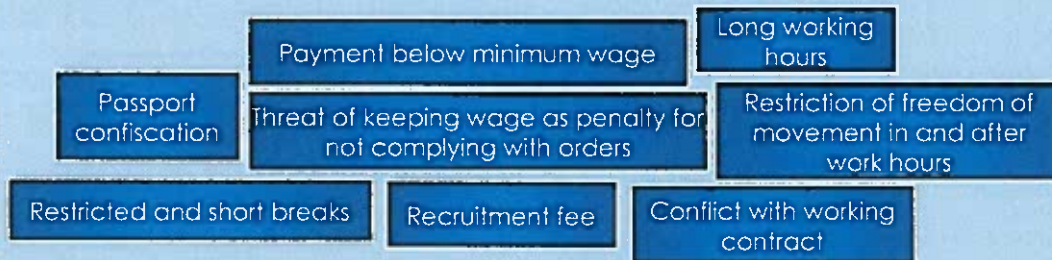 Payment below minimum wage
Long working
hours
Passport
confiscation
Threat of keeping wage as penalty for
not complying with orders
Restriction of freedom of
movement in and after
work hours
Restricted and short breaks
Recruitment fee
Conflict with working
contract